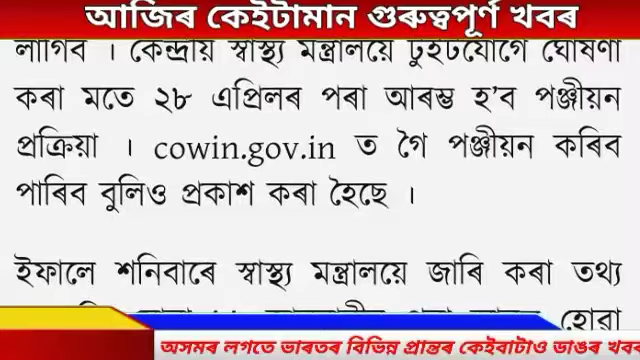 আজিৰ কেইটামান গুৰুত্বপূৰ্ণ খবৰ
লাগিব । কেন্দ্ৰীয় স্বাস্থ্য মন্ত্ৰালয়ে টুইটযোগে ঘোষণা
কৰা মতে ২৮ এপ্ৰিলৰ পৰা আৰম্ভ হ'ব পঞ্জীয়ন
প্ৰক্ৰিয়া । cowin.gov.in ত গৈ পঞ্জীয়ন কৰিব
পাৰিব বুলিও প্ৰকাশ কৰা হৈছে ।
ইফালে শনিবাৰে স্বাস্থ্য মন্ত্ৰালয়ে জাৰি কৰা তথ্য
হোৱা
অসমৰ লগতে ভাৰতৰ বিভিন্ন প্ৰান্তৰ কেইবাটাও ডাঙৰ খবৰ